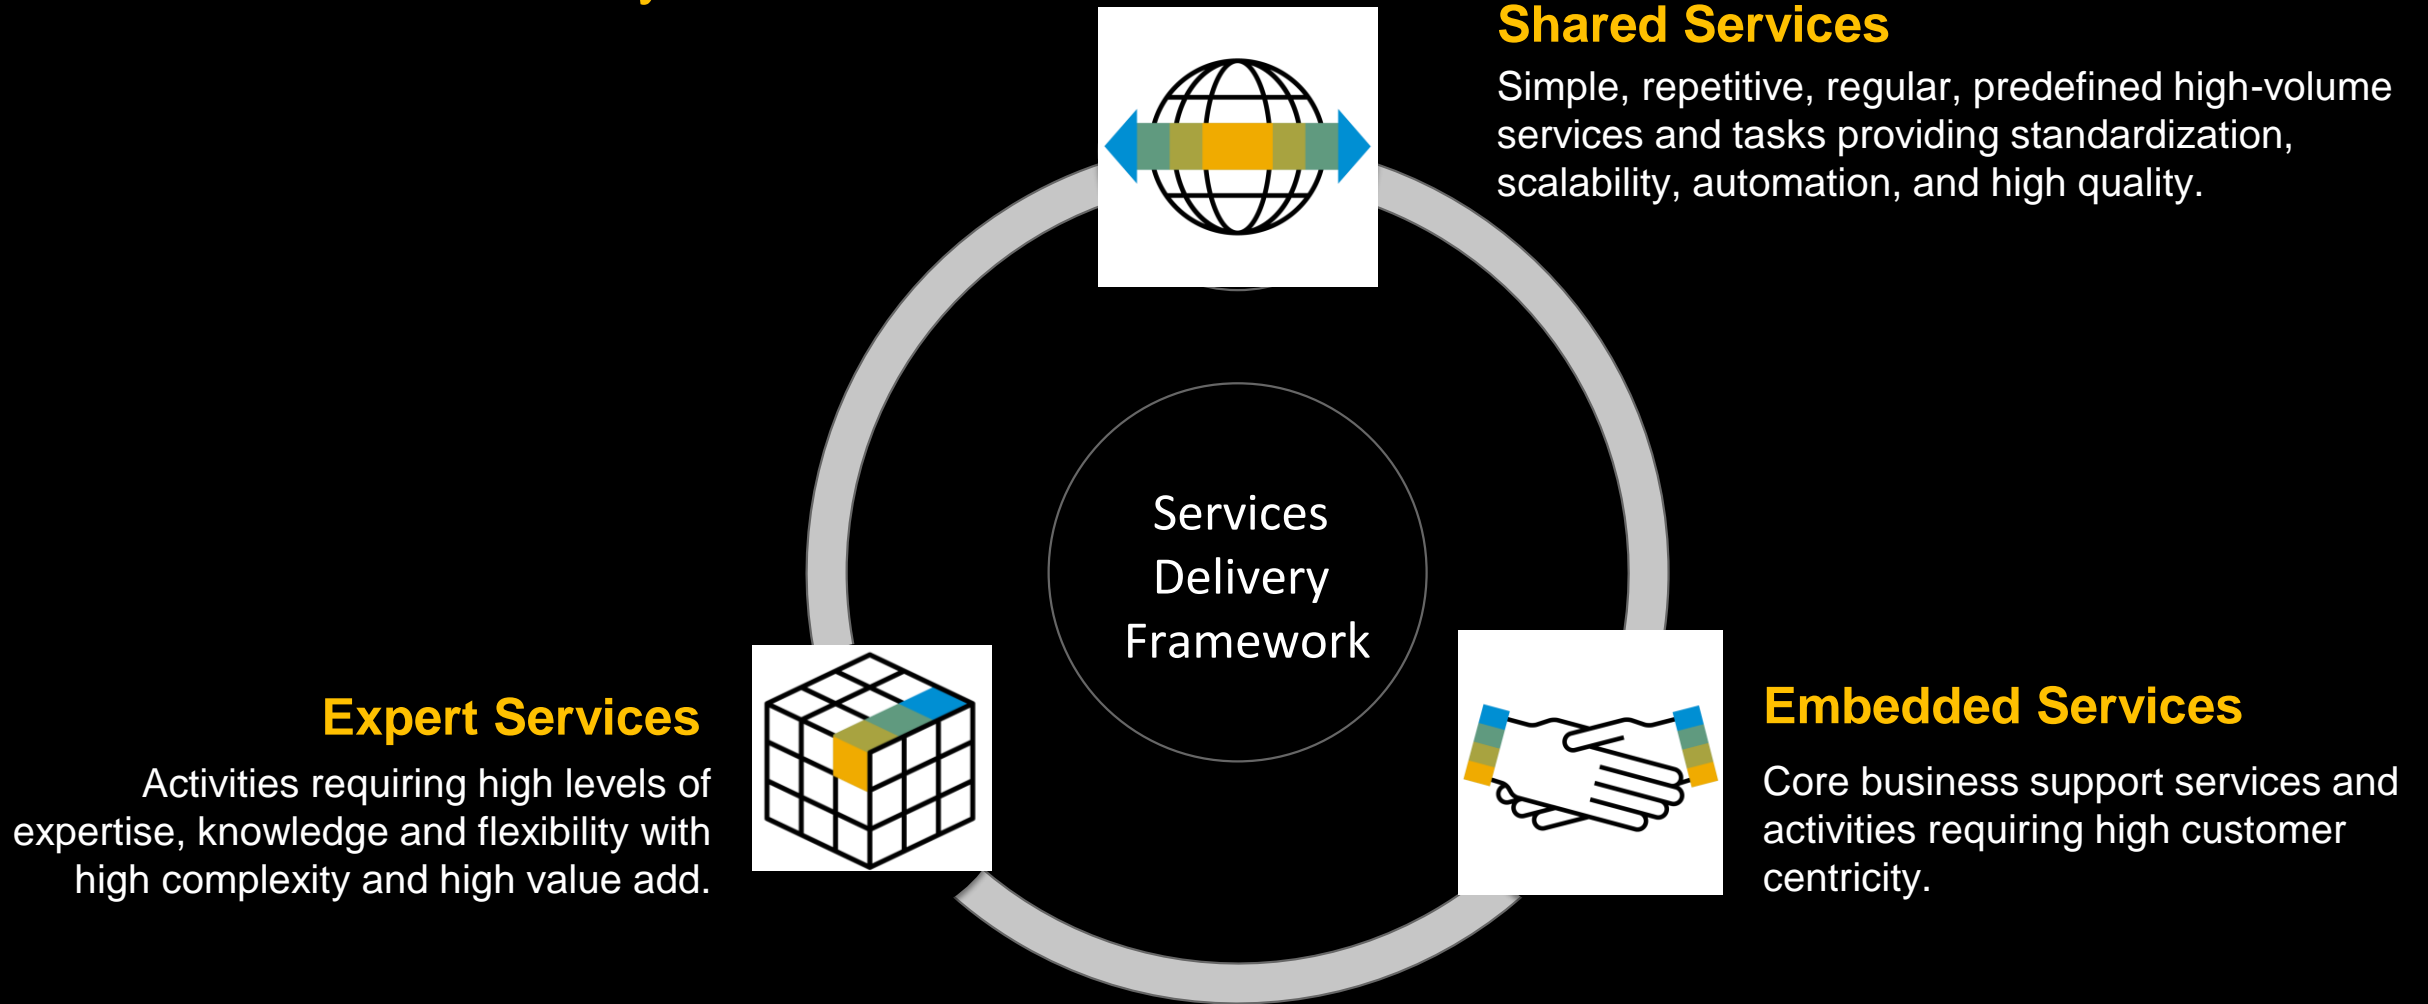 Shared Services
Simple, repetitive, regular, predefined high-volume
services and tasks providing standardization,
scalability, automation, and high quality.
Services
Delivery
Framework
Expert Services
Activities requiring high levels of
expertise, knowledge and flexibility with
high complexity and high value add.
Embedded Services
Core business support services and
activities requiring high customer
centricity.